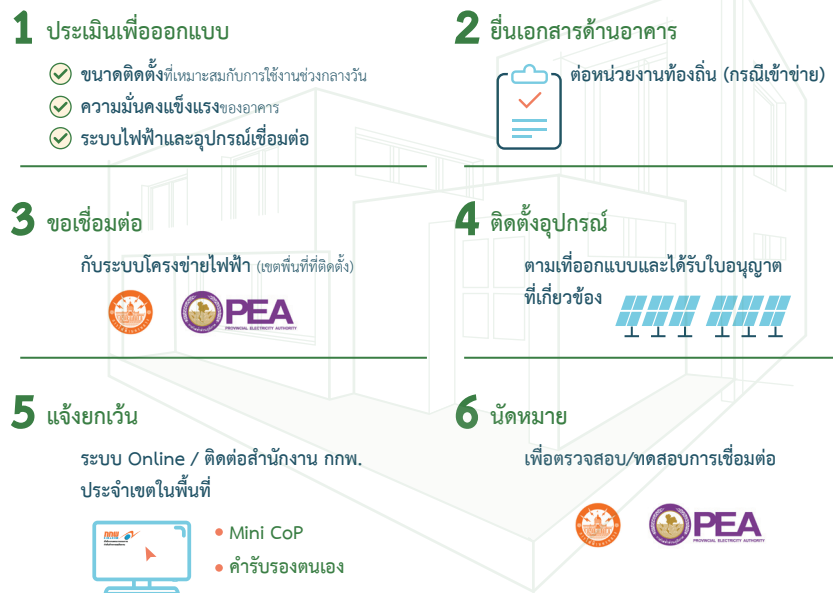 1 ประเมินเพื่อออกแบบ
ขนาดติดตั้งที่เหมาะสมกับการใช้งานช่วงกลางวัน
ความมั่นคงแข็งแรงของอาคาร
ระบบไฟฟ้าและอุปกรณ์เชื่อมต่อ
2 ยื่นเอกสารด้านอาคาร
ต่อหน่วยงานท้องถิ่น (กรณีเข้าข่าย)
3 ขอเชื่อมต่อ
กับระบบโครงข่ายไฟฟ้า (เขตพื้นที่ที่ติดตั้ง)
PEA
PROVINCIAL ELECTRICITY AUTHORITY
4 ติดตั้งอุปกรณ์
ตามเที่ออกแบบและได้รับใบอนุญาต
ที่เกี่ยวข้อง
5 แจ้งยกเว้น
ระบบ Online / ติดต่อสำนักงาน กกพ.
ประจำเขตในพื้นที่
กกพ
• Mini CoP
• คำรับรองตนเอง
6 นัดหมาย
เพื่อตรวจสอบ/ทดสอบการเชื่อมต่อ
PEA
PROVINCIAL ELECTRICITY AUTHORITY